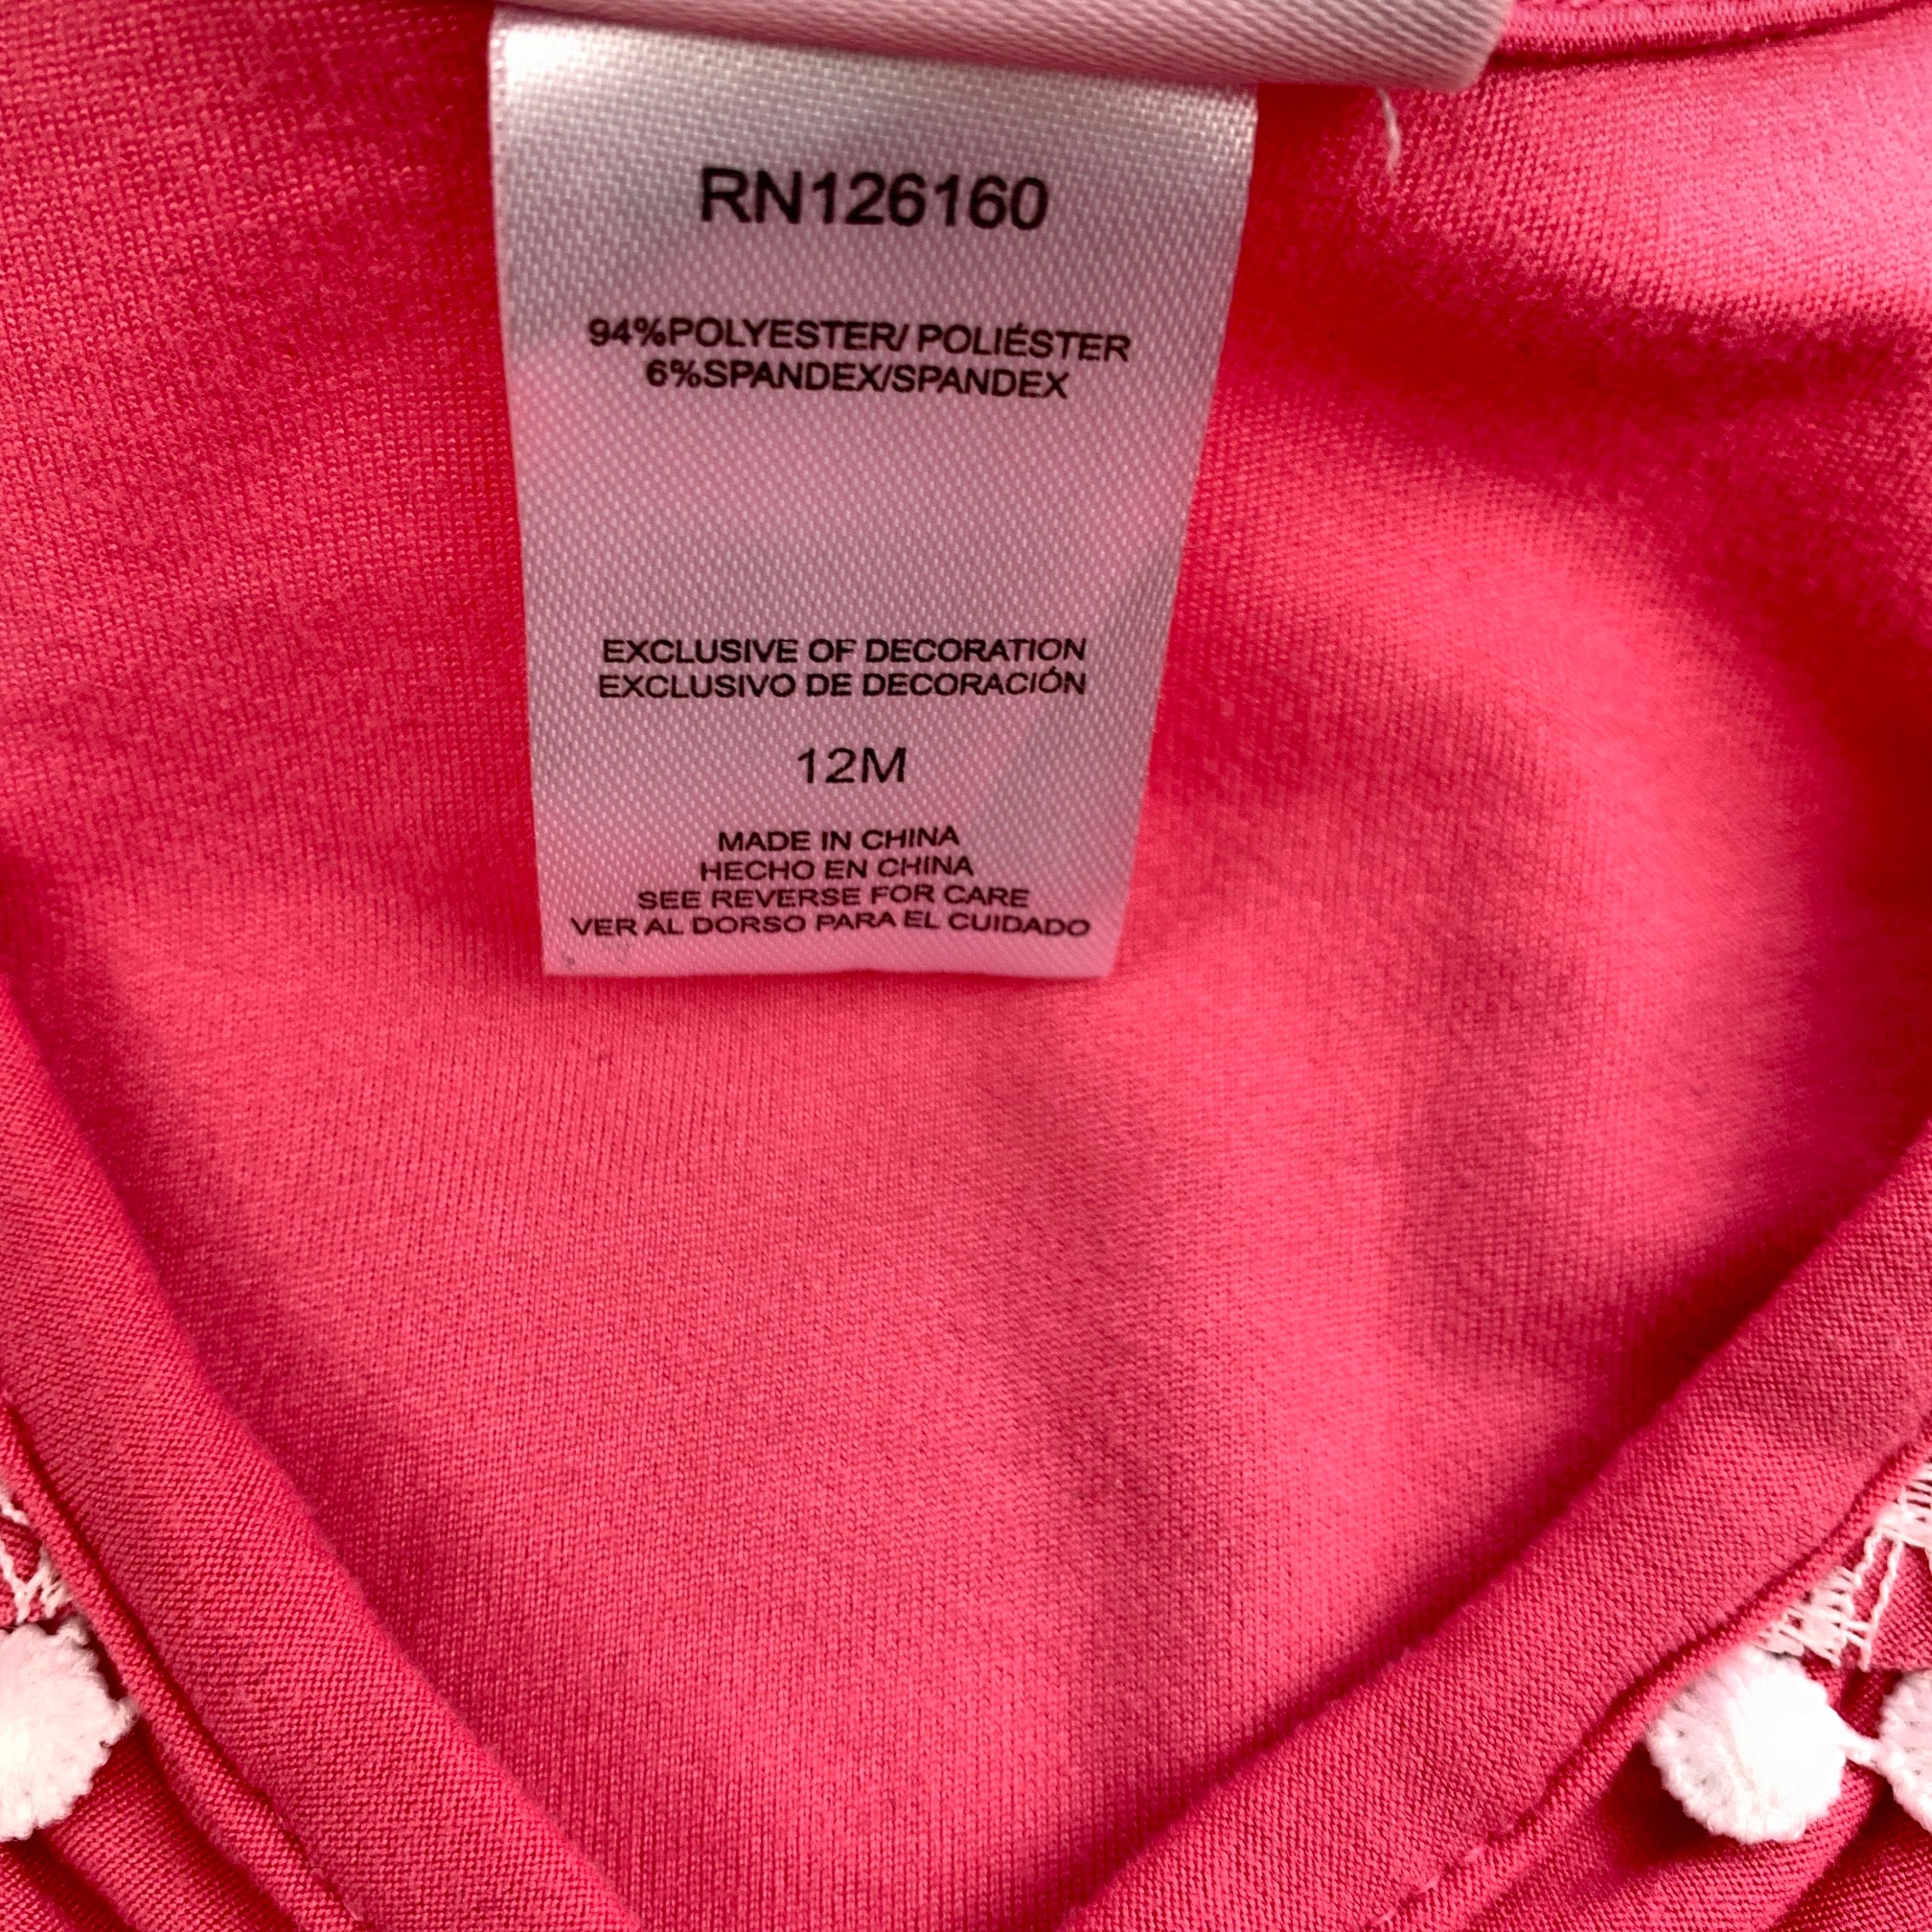 RN126160
94%POLYESTER/ POLIÉSTER
6%SPANDEX/SPANDEX
EXCLUSIVE OF DECORATION
EXCLUSIVO DE DECORACIÓN
12M
MADE IN CHINA
HECHO EN CHINA
SEE REVERSE FOR CARE
VER AL DORSO PARA EL CUIDADO